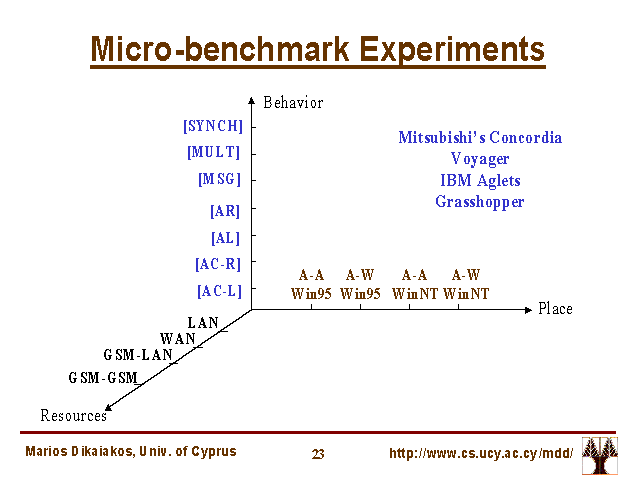 Micro-benchmark Experiments
Behavior
[SYNCH]
[MULT]
[MSG]
[AR]
[AL]
[AC-R]
[AC-L]
Mitsubishi's Concordia
Voyager
IBM Aglets
Grasshopper
A-A A-W A-A A-W
Win95 Win95 WinNT WinNT
Place
LAN
WAN
GSM-LAN
GSM-GSM
Resources
Marios Dikaiakos, Univ. of Cyprus 23 http://www.cs.ucy.ac.cy/mdd/